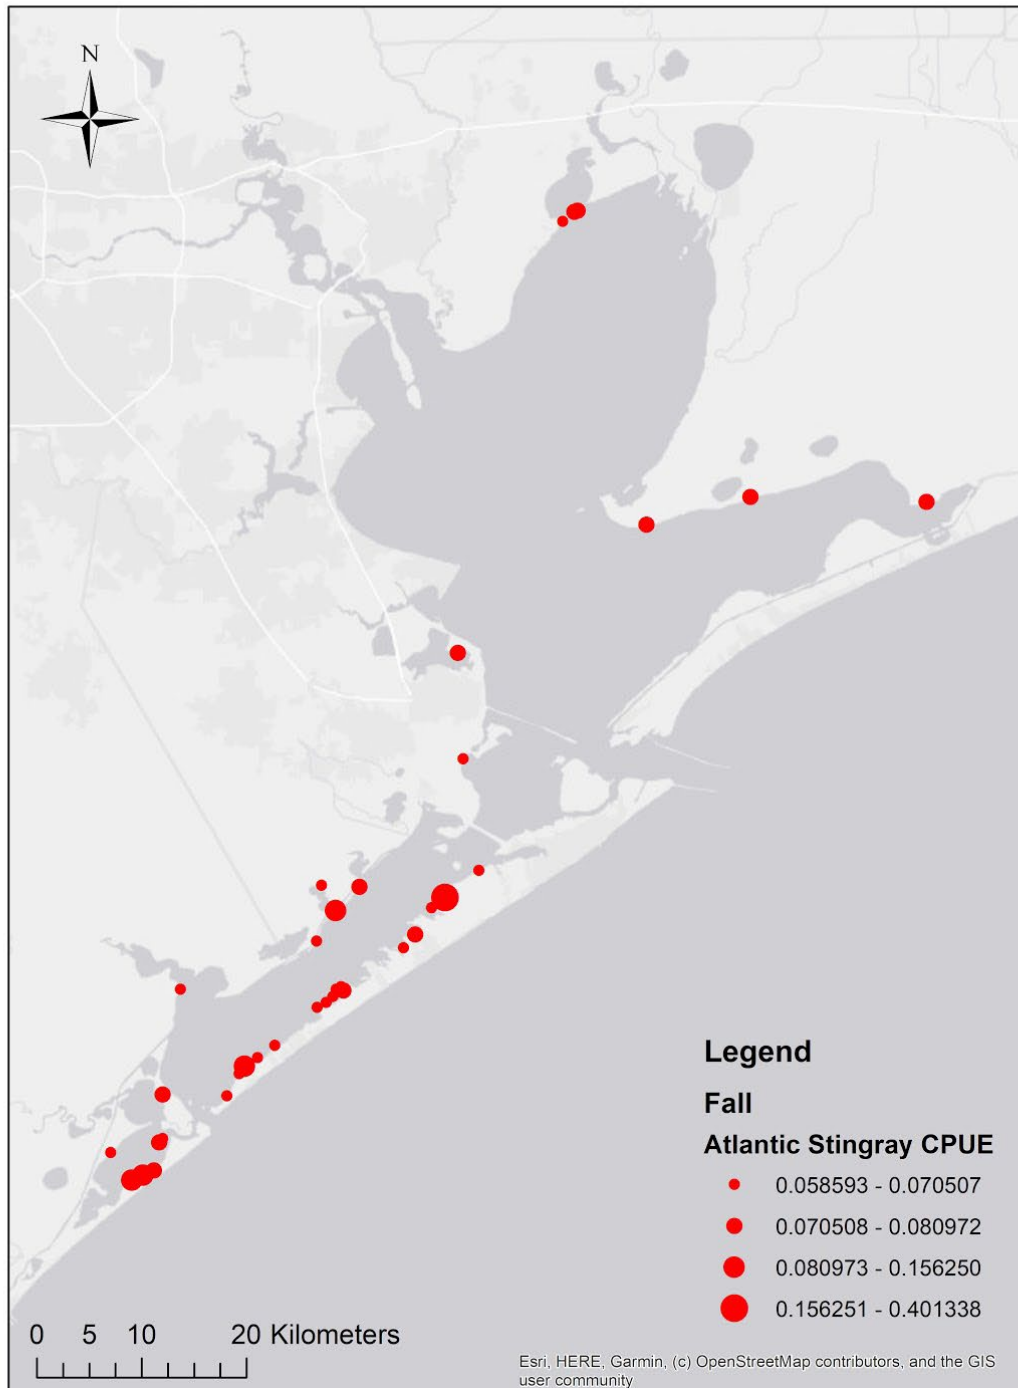 N
Legend
Fall
Atlantic Stingray CPUE
0.058593 - 0.070507
0.070508 - 0.080972
0.080973 - 0.156250
0.156251 - 0.401338
0 5 10 20 Kilometers
Esri, HERE, Garmin, (c) OpenStreetMap contributors, and the GIS
user community